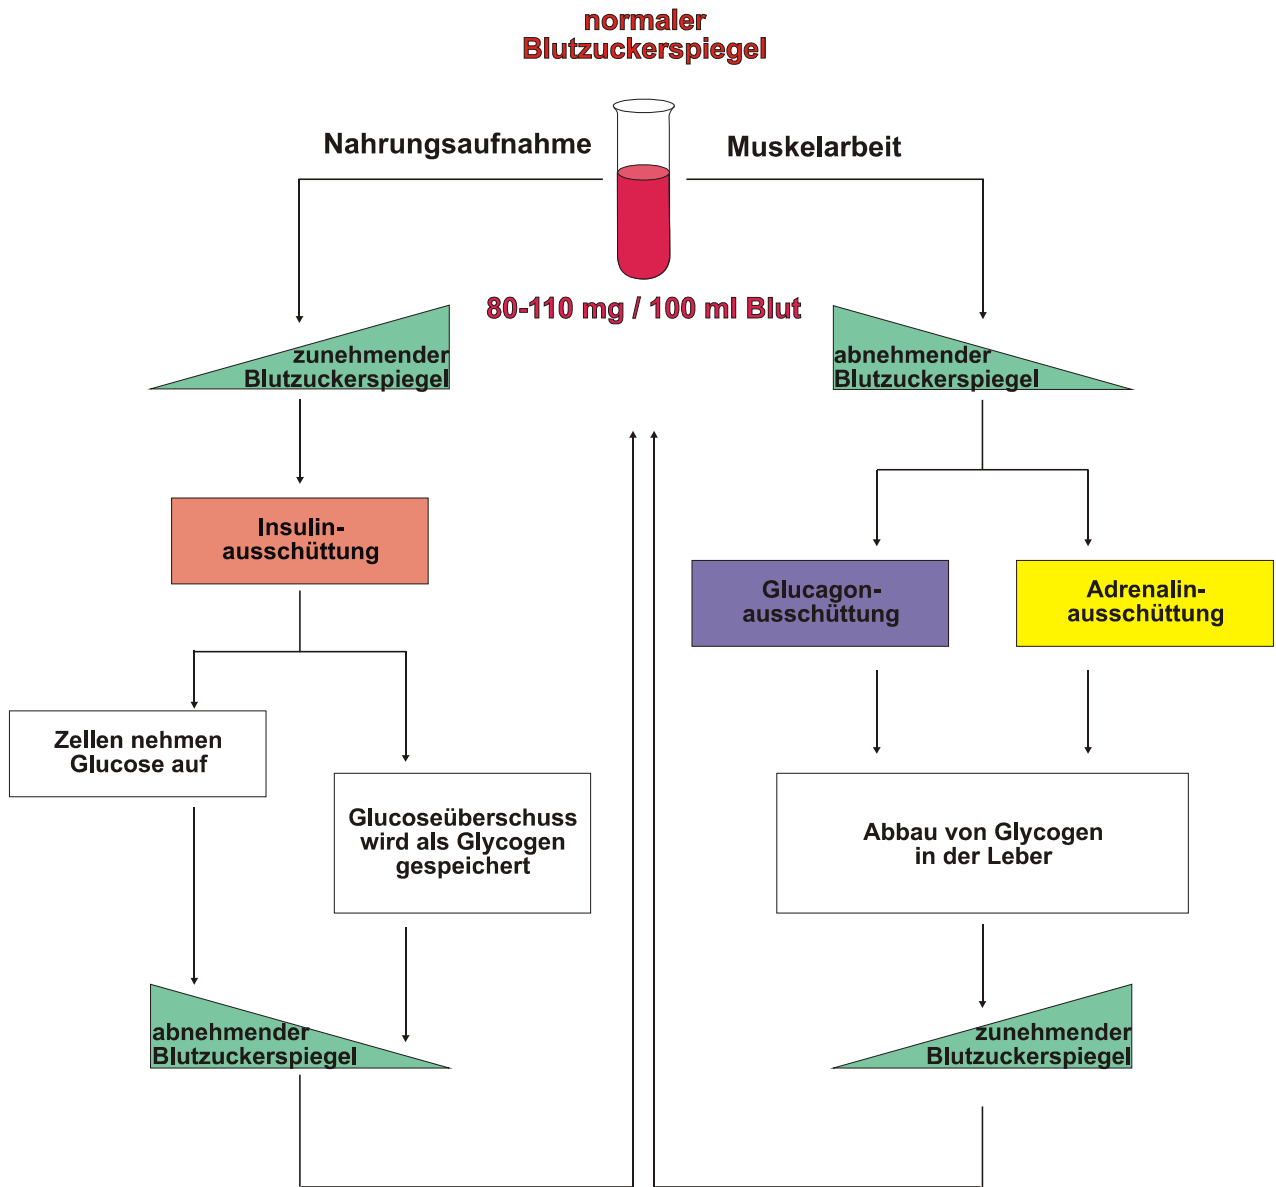 normaler
Blutzuckerspiegel
Nahrungsaufnahme
Muskelarbeit
80-110 mg / 100 ml Blut
zunehmender
Blutzuckerspiegel
abnehmender
Blutzuckerspiegel
Insulin-
ausschüttung
Glucagon-
ausschüttung
Adrenalin-
ausschüttung
Zellen nehmen
Glucose auf
Glucoseüberschuss
wird als Glycogen
gespeichert
Abbau von Glycogen
in der Leber
abnehmender
Blutzuckerspiegel
zunehmender
Blutzuckerspiegel